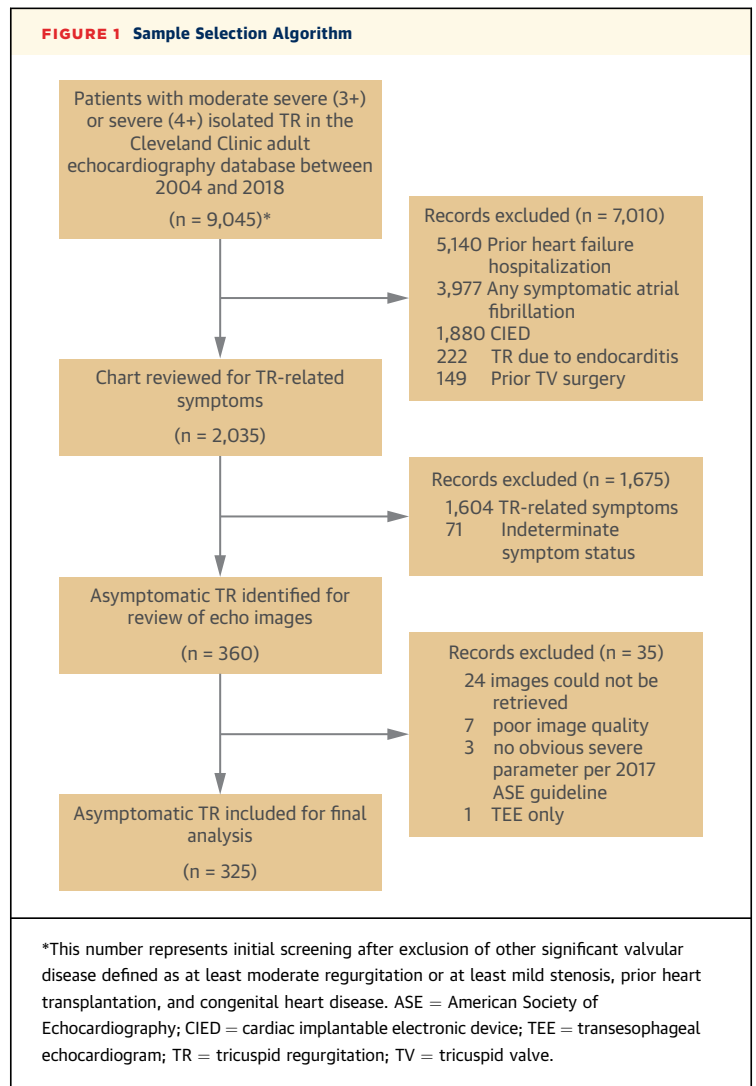 FIGURE 1 Sample Selection Algorithm
Patients with moderate severe (3+)
or severe (4+) isolated TR in the
Cleveland Clinic adult
echocardiography database between
2004 and 2018
(n = 9,045)*
Records excluded (n = 7,010)
5,140 Prior heart failure
hospitalization
3,977 Any symptomatic atrial
fibrillation
1,880 CIED
222 TR due to endocarditis
149 Prior TV surgery
Chart reviewed for TR-related
symptoms
(n = 2,035)
Records excluded (n = 1,675)
1,604 TR-related symptoms
71 Indeterminate
symptom status
Asymptomatic TR identified for
review of echo images
(n = 360)
Records excluded (n = 35)
24 images could not be
retrieved
7 poor image quality
3 no obvious severe
parameter per 2017
ASE guideline
1 TEE only
Asymptomatic TR included for final
analysis
(n = 325)
*This number represents initial screening after exclusion of other significant valvular
disease defined as at least moderate regurgitation or at least mild stenosis, prior heart
transplantation, and congenital heart disease. ASE = American Society of
Echocardiography; CIED = cardiac implantable electronic device; TEE = transesophageal
echocardiogram; TR = tricuspid regurgitation; TV = tricuspid valve.